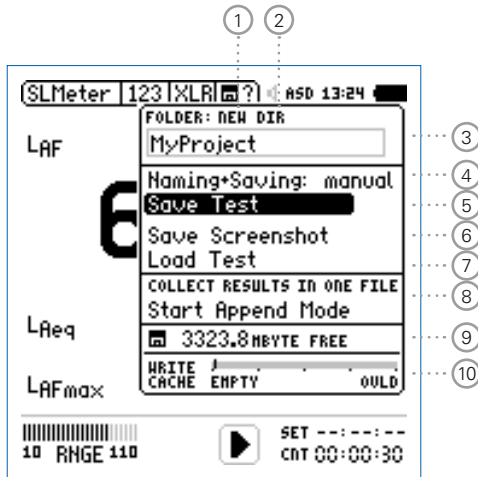 1 2
SLMeter 123 XLR ? ASD 13:24
FOLDER: NEW DIR
MyProject 3
LAF
Naming+Saving: manual 4
Save Test 5
6
Save Screenshot 6
Load Test 7
COLLECT RESULTS IN ONE FILE
Start Append Mode 8
LAeq
3323.8 MBYTE FREE 9
WRITE CACHE EMPTY OVLD 10
LAFmax
10 RNGE 110
SET --:--:--
CNT 00:00:30